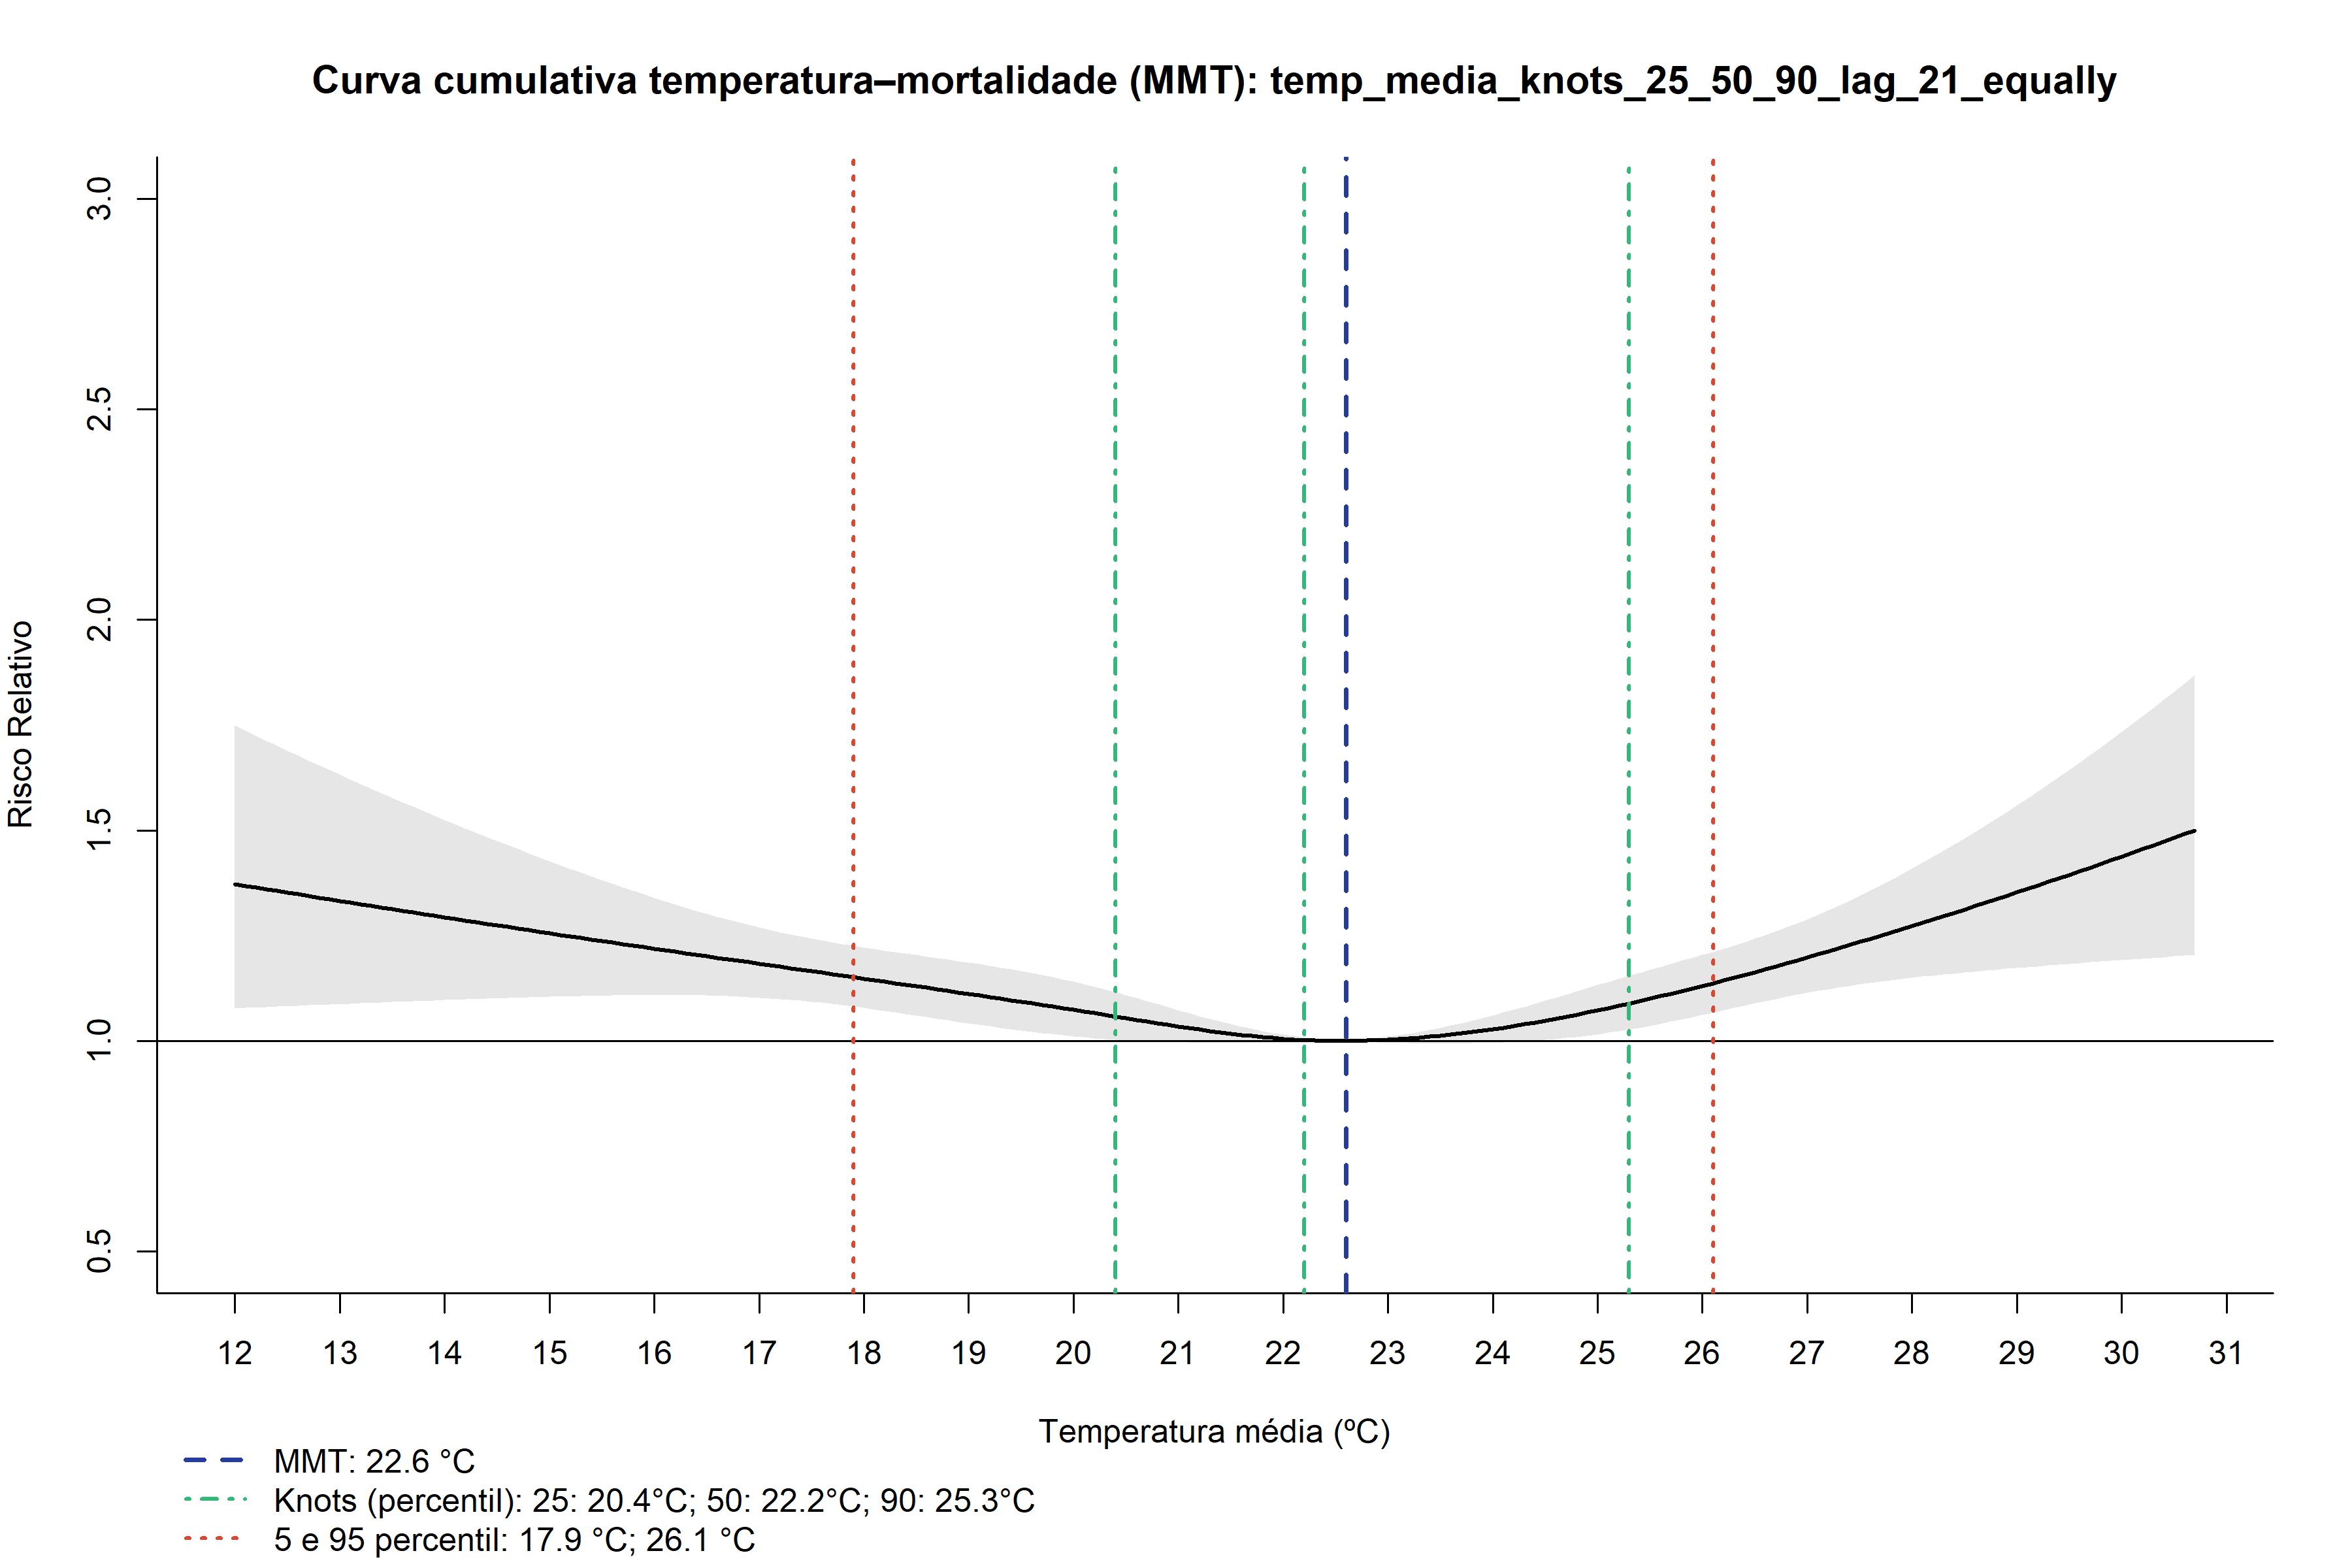 Curva cumulativa temperatura–mortalidade (MMT): temp_media_knots_25_50_90_lag_21_equally
Risco Relativo
3.0
2.5
2.0
1.5
1.0
0.5
12 13 14 15 16 17 18 19 20 21 22 23 24 25 26 27 28 29 30 31
Temperatura média (ºC)
MMT: 22.6 °C
Knots (percentil): 25: 20.4°C; 50: 22.2°C; 90: 25.3°C
5 e 95 percentil: 17.9 °C; 26.1 °C